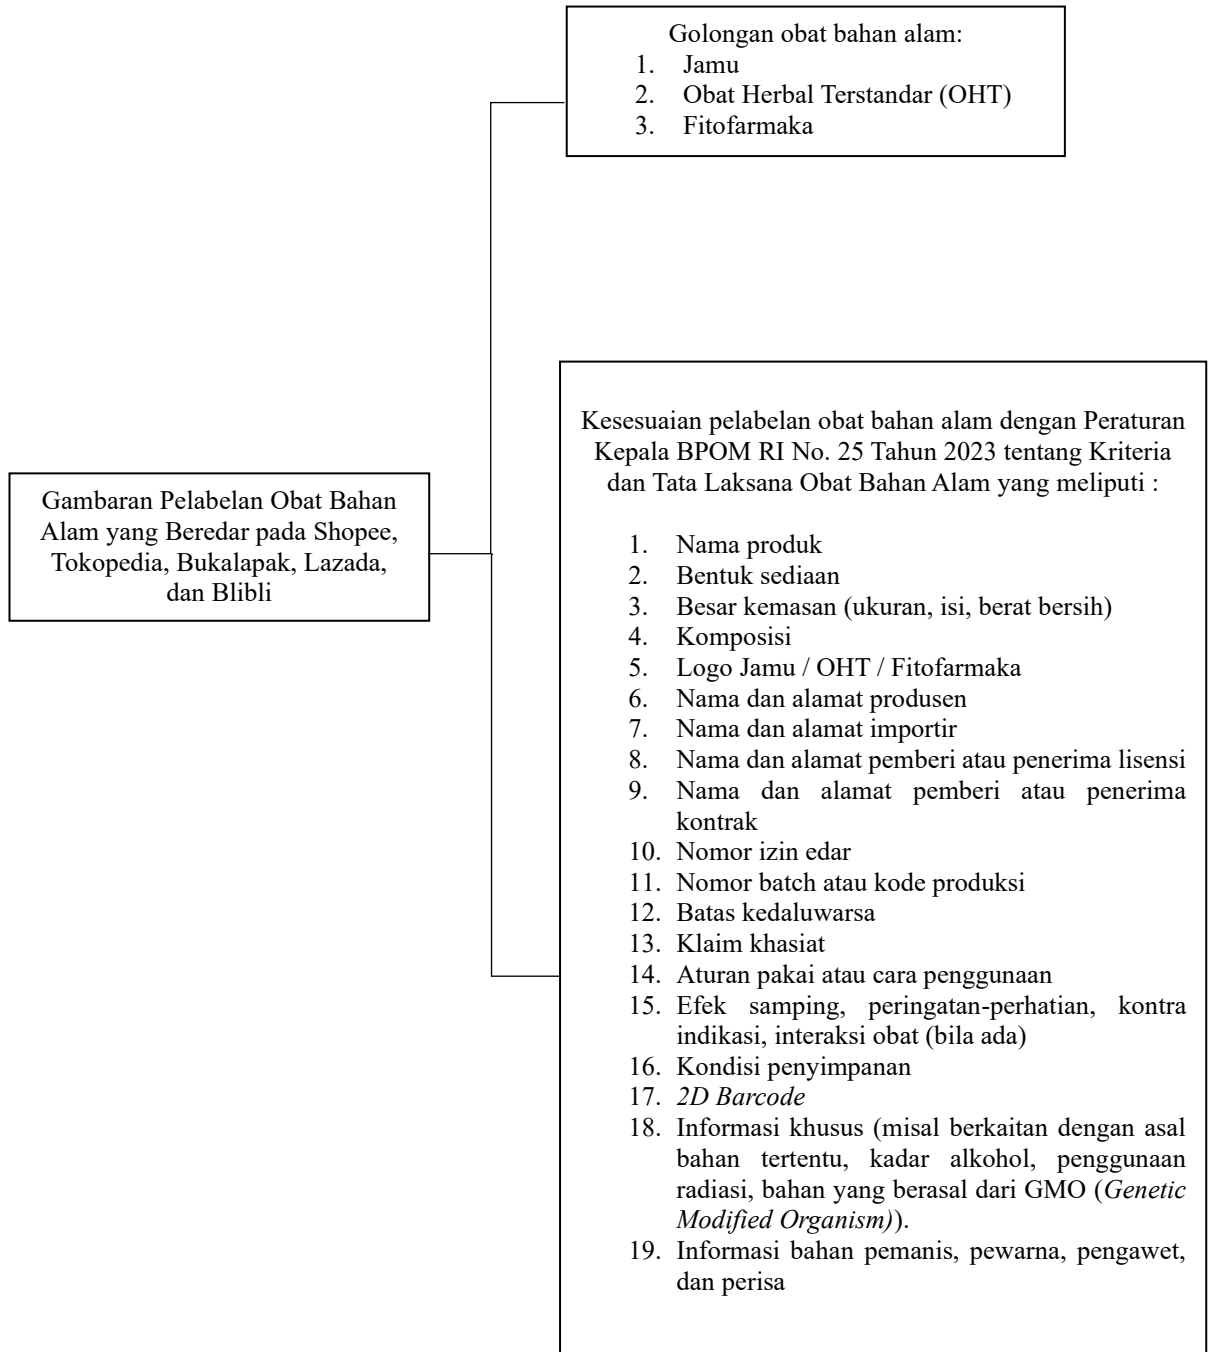 Golongan obat bahan alam:
1. Jamu
2. Obat Herbal Terstandar (OHT)
3. Fitofarmaka
Gambaran Pelabelan Obat Bahan
Alam yang Beredar pada Shopee,
Tokopedia, Bukalapak, Lazada,
dan Blibli
Kesesuaian pelabelan obat bahan alam dengan Peraturan
Kepala BPOM RI No. 25 Tahun 2023 tentang Kriteria
dan Tata Laksana Obat Bahan Alam yang meliputi :
1. Nama produk
2. Bentuk sediaan
3. Besar kemasan (ukuran, isi, berat bersih)
4. Komposisi
5. Logo Jamu / OHT / Fitofarmaka
6. Nama dan alamat produsen
7. Nama dan alamat importir
8. Nama dan alamat pemberi atau penerima lisensi
9. Nama dan alamat pemberi atau penerima
kontrak
10. Nomor izin edar
11. Nomor batch atau kode produksi
12. Batas kedaluwarsa
13. Klaim khasiat
14. Aturan pakai atau cara penggunaan
15. Efek samping, peringatan-perhatian, kontra
indikasi, interaksi obat (bila ada)
16. Kondisi penyimpanan
17. 2D Barcode
18. Informasi khusus (misal berkaitan dengan asal
bahan tertentu, kadar alkohol, penggunaan
radiasi, bahan yang berasal dari GMO (Genetic
Modified Organism)).
19. Informasi bahan pemanis, pewarna, pengawet,
dan perisa